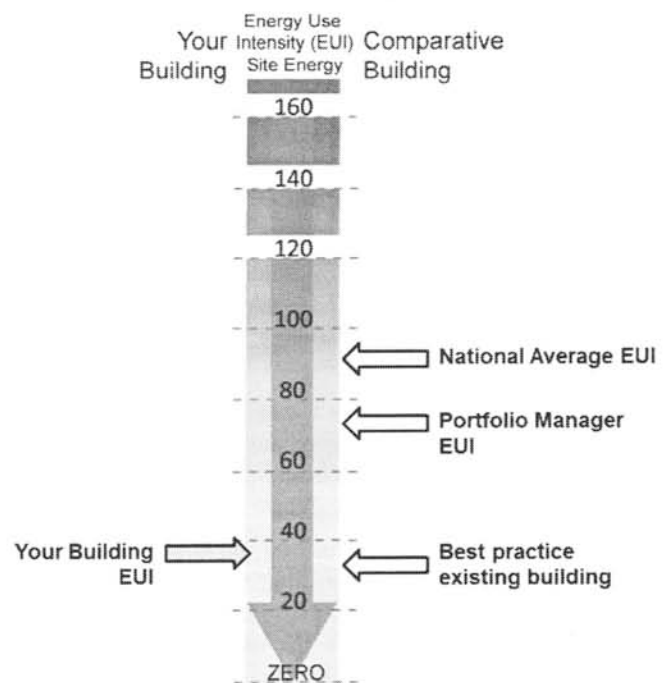 Your
Building
Energy Use
Intensity (EUI)
Site Energy
Comparative
Building
160
140
120
100
National Average EUI
80
Portfolio Manager
EUI
60
40
Your Building
EUI
Best practice
existing building
20
ZERO